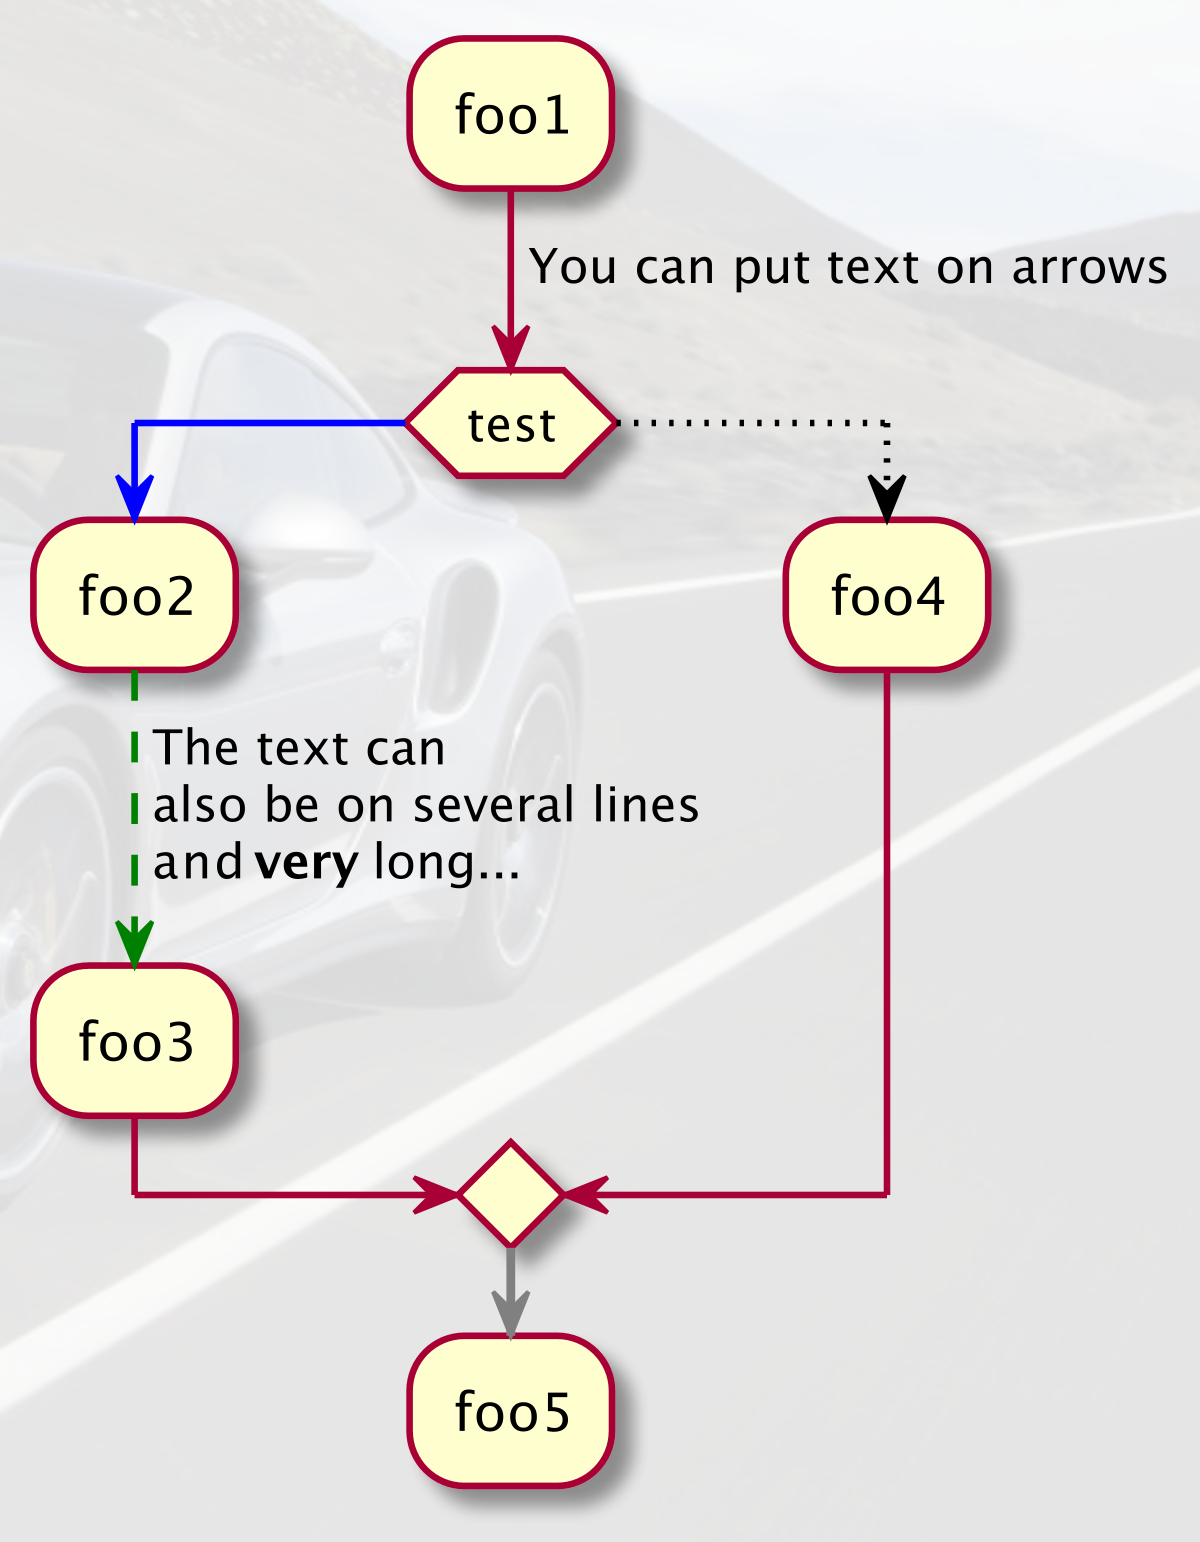 foo1
You can put text on arrows
test
foo2
foo4
The text can
also be on several lines
and very long...
foo3
foo5